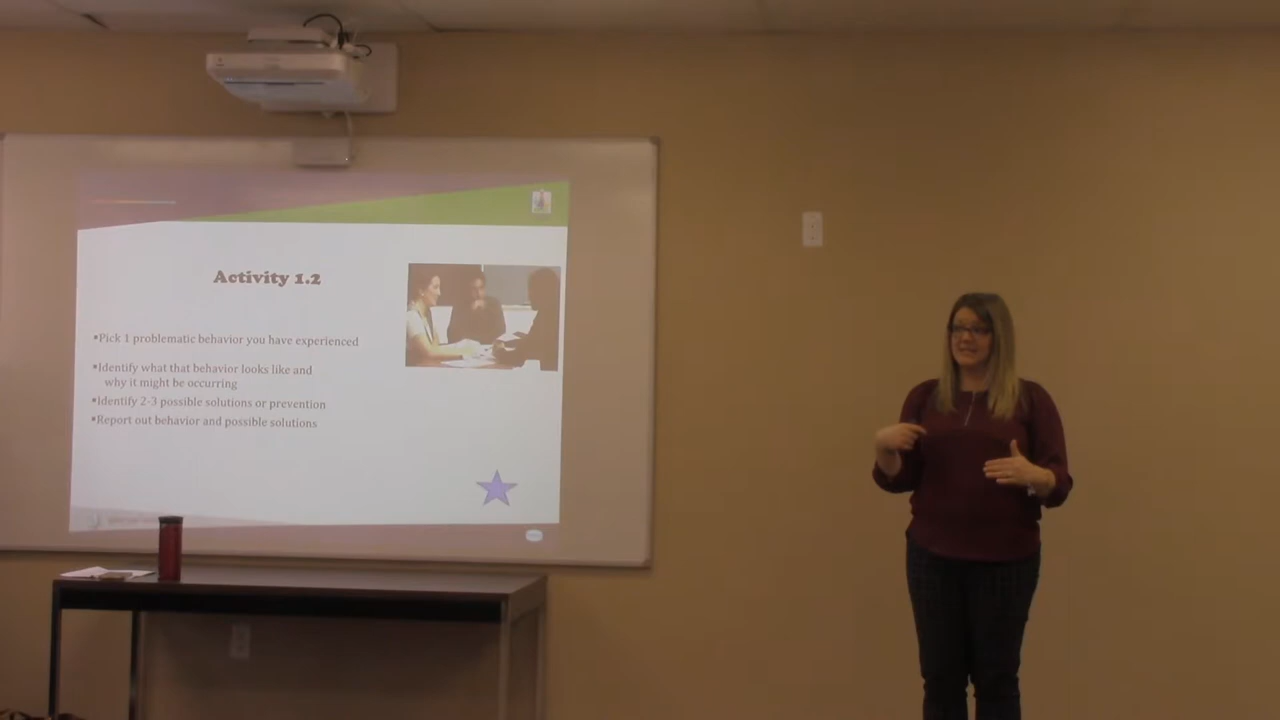 Activity 1.2
▪Pick 1 problematic behavior you have experienced
▪Identify what that behavior looks like and
why it might be occurring
▪Identify 2-3 possible solutions or prevention
▪Report out behavior and possible solutions